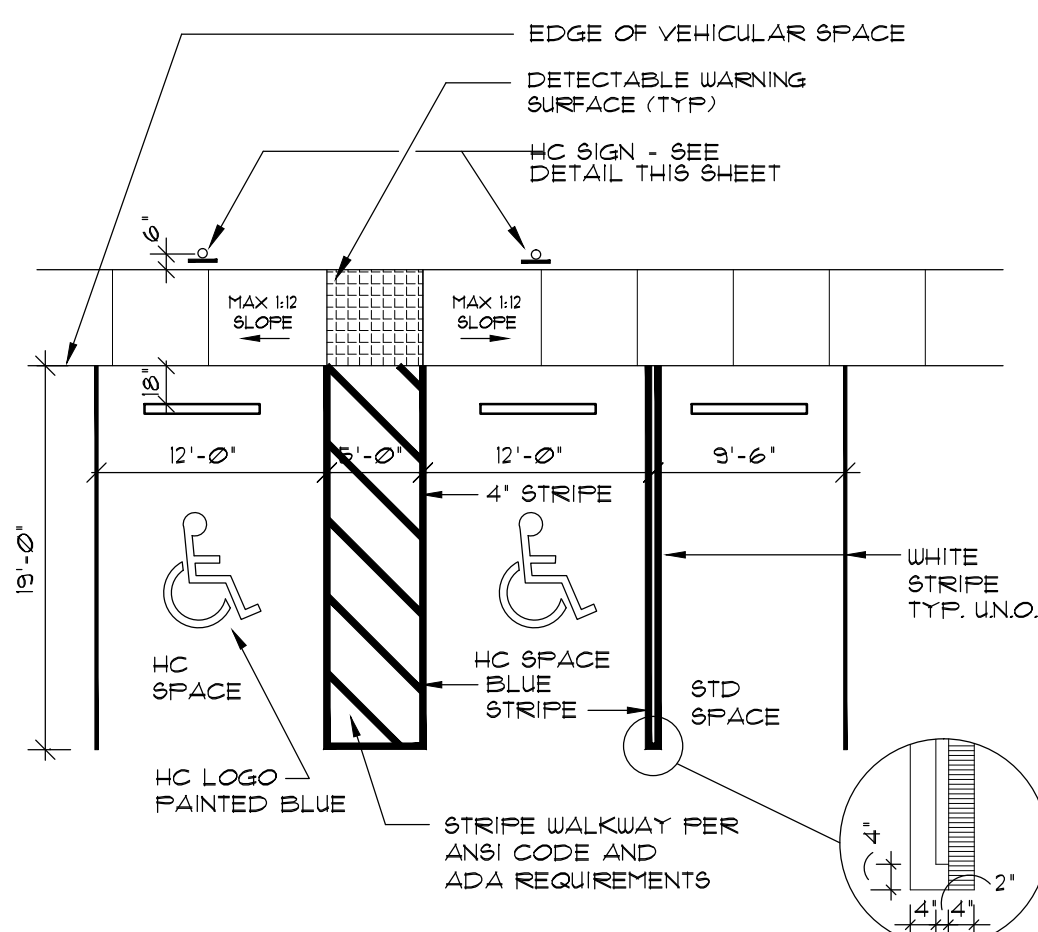 EDGE OF VEHICULAR SPACE
DETECTABLE WARNING
SURFACE (TYP)
HC SIGN - SEE
DETAIL THIS SHEET
6"
MAX 1:12
SLOPE
MAX 1:12
SLOPE
18"
12'-0"
5'-0"
12'-0"
9'-6"
4" STRIPE
19'-0"
WHITE
STRIPE
TYP. U.N.O.
HC
SPACE
HC SPACE
BLUE
STRIPE
STD
SPACE
HC LOGO
PAINTED BLUE
STRIPE WALKWAY PER
ANSI CODE AND
ADA REQUIREMENTS
4"
2"
4"
4"